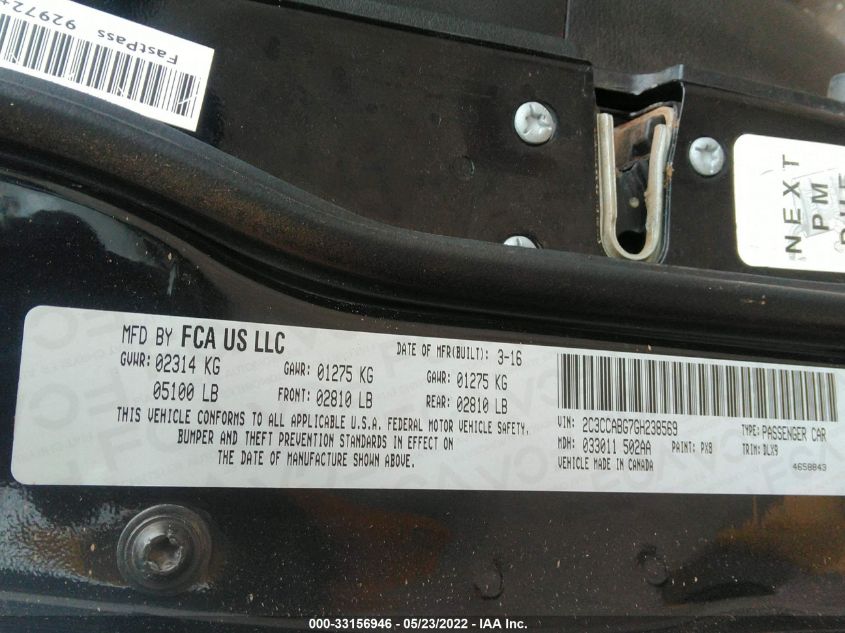 FastPass 92972
NEXT
PM
MFD BY FCA US LLC
DATE OF MFR(BUILT): 3-16
GVWR: 02314 KG
GAWR: 01275 KG
GAWR: 01275 KG
05100 LB
FRONT: 02810 LB
REAR: 02810 LB
THIS VEHICLE CONFORMS TO ALL APPLICABLE U.S.A. FEDERAL MOTOR VEHICLE SAFETY,
BUMPER AND THEFT PREVENTION STANDARDS IN EFFECT ON
THE DATE OF MANUFACTURE SHOWN ABOVE.
VIN: 2C3CCABG7GH238569
TYPE: PASSENGER CAR
MDH: 033011 502AA
PAINT: PX8
TRIM: DLX9
VEHICLE MADE IN CANADA
4658843
000-33156946 - 05/23/2022 - IAA Inc.